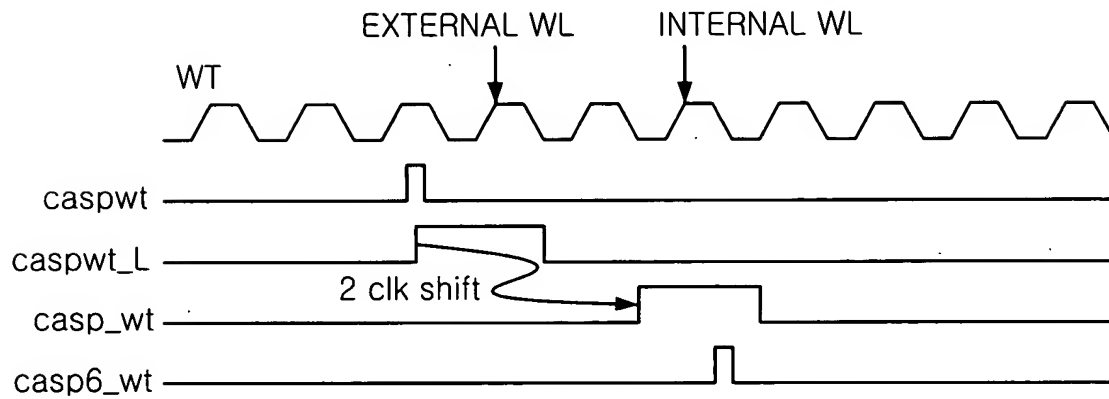 EXTERNAL WL
INTERNAL WL
WT
caspwt
caspwt_L
2 clk shift
casp_wt
casp6_wt